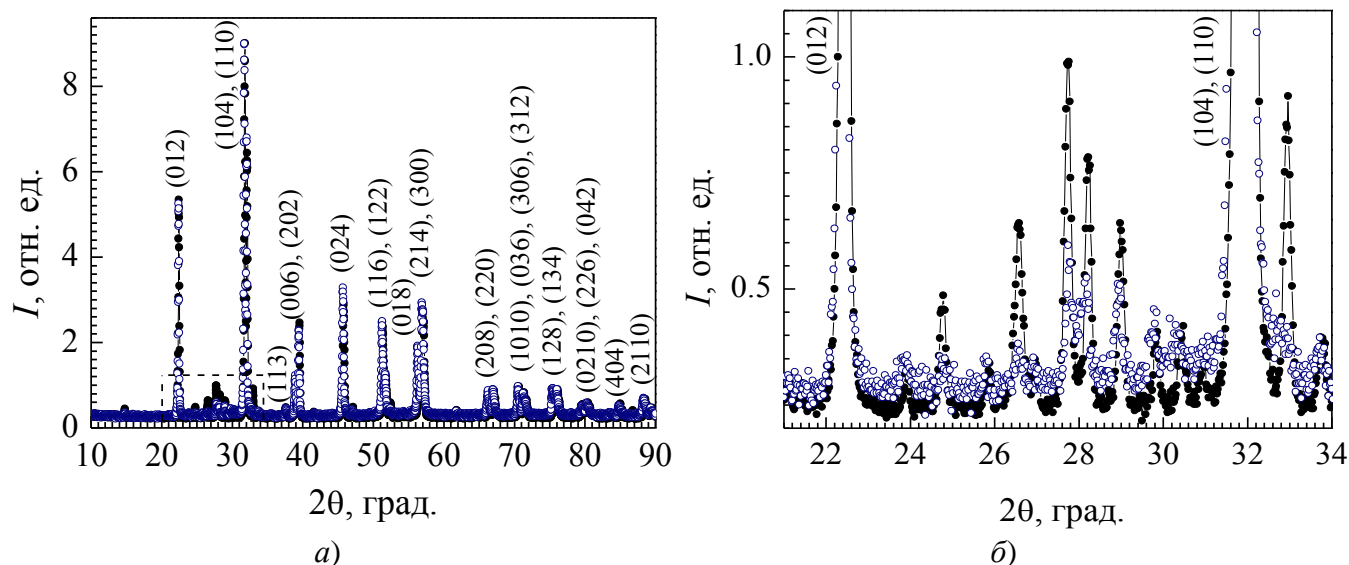 I, отн. ед.
8
6
4
2
0
(012)
(104), (110)
(113)
(006), (202)
(024)
(116), (122)
(018)
(214), (300)
(208), (220)
(1010), (036), (306), (312)
(128), (134)
(0210), (226), (042)
(404)
(2110)
10 20 30 40 50 60 70 80 90
2θ, град.
а)
I, отн. ед.
1.0
0.5
(012)
(104), (110)
22 24 26 28 30 32 34
2θ, град.
б)